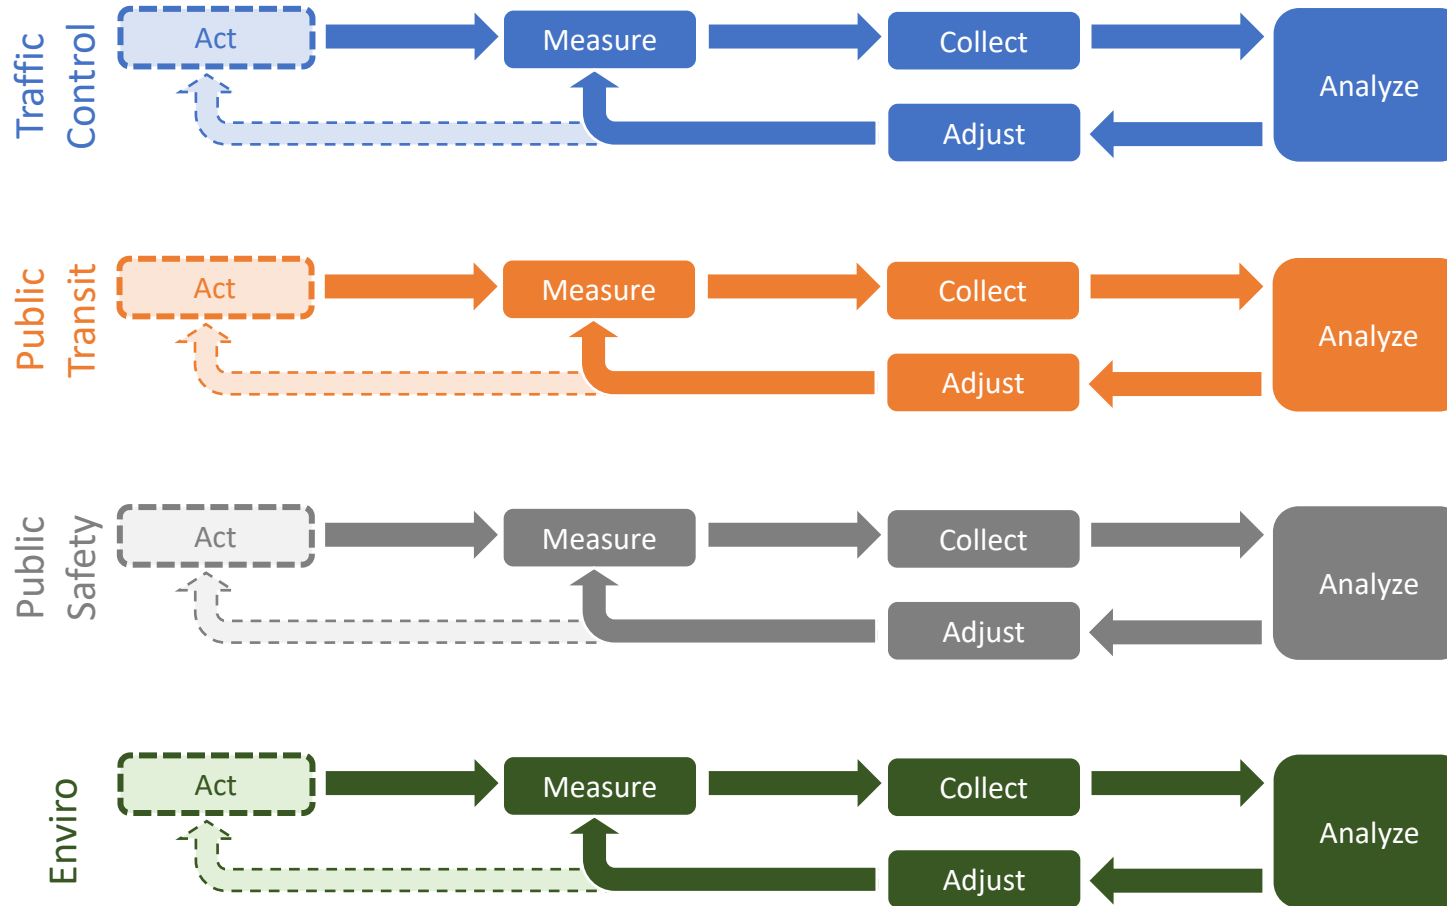 Traffic
Control
Act
Measure
Collect
Analyze
Adjust
Public
Transit
Act
Measure
Collect
Analyze
Adjust
Public
Safety
Act
Measure
Collect
Analyze
Adjust
Enviro
Act
Measure
Collect
Analyze
Adjust